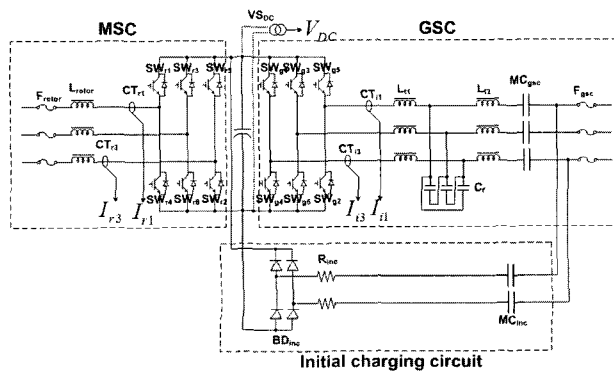 MSC
VS_DC
V_DC
GSC
SW_r1 SW_r3 SW_r5
SW_g1 SW_g3 SW_g5
F_rotor
L_rotor
CT_r1
CT_i1
L_f1
L_f2
MC_gsc
F_gsc
CT_r3
CT_i3
C_f
SW_r4 SW_r6 SW_r2
SW_g4 SW_g6 SW_g2
I_r3 I_r1
I_i3 I_i1
R_inc
BD_inc
MC_inc
Initial charging circuit